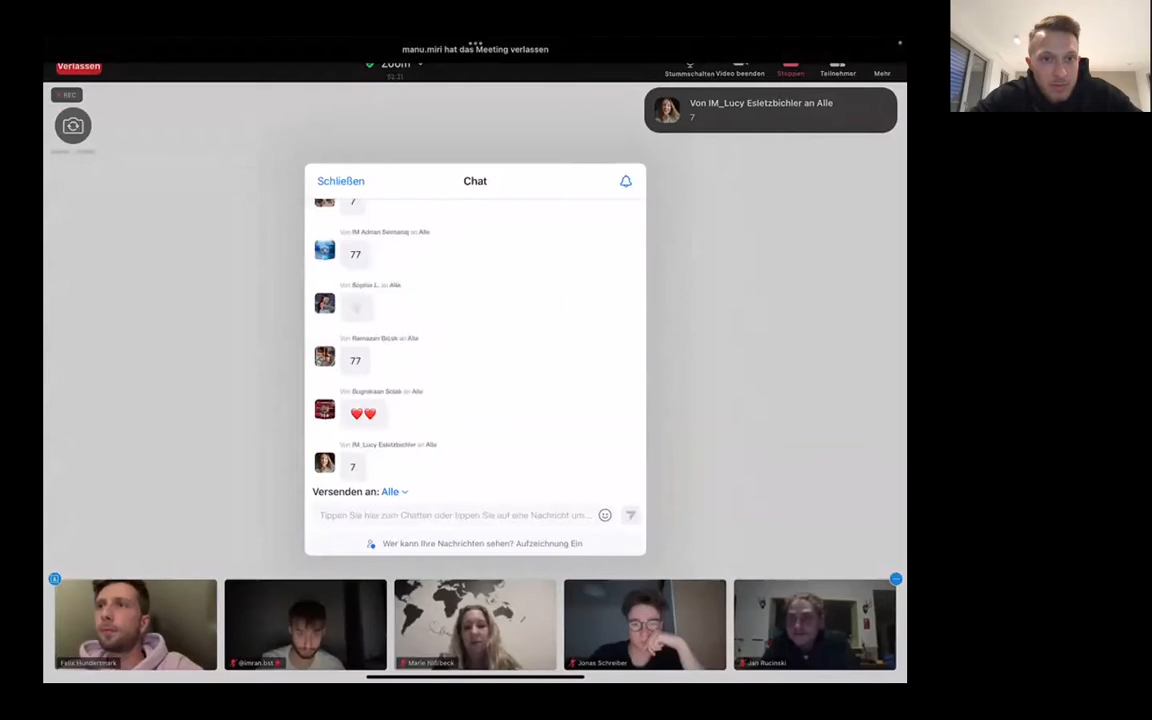 manu.miri hat das Meeting verlassen
Verlassen
Zoom
Stummschalten
Video beenden
Stoppen
Teilnehmer
Mehr
REC
Von IM_Lucy Esletzbichler an Alle
7
Schließen
Chat
7
Von IM Adrian an Alle
77
Von Sophia L. an Alle
Von Ramazan an Alle
77
Von an Alle
❤️❤️
Von IM_Lucy Esletzbichler an Alle
7
Versenden an: Alle
Tippen Sie hier zum Chatten oder tippen Sie auf eine Nachricht um...
Wer kann Ihre Nachrichten sehen? Aufzeichnung Ein
Felix Hundertmark
@imran.bst
Marie Nißlbeck
Jonas Schreiber
Jan Rucinski